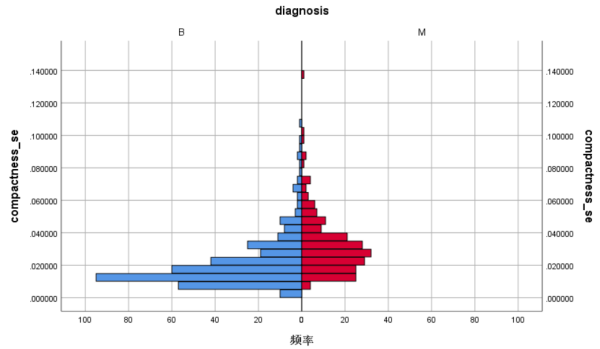 diagnosis
B M
.140000 .140000
.120000 .120000
.100000 .100000
.080000 .080000
.060000 .060000
.040000 .040000
.020000 .020000
.000000 .000000
compactness_se
compactness_se
100 80 60 40 20 0 20 40 60 80 100
频率